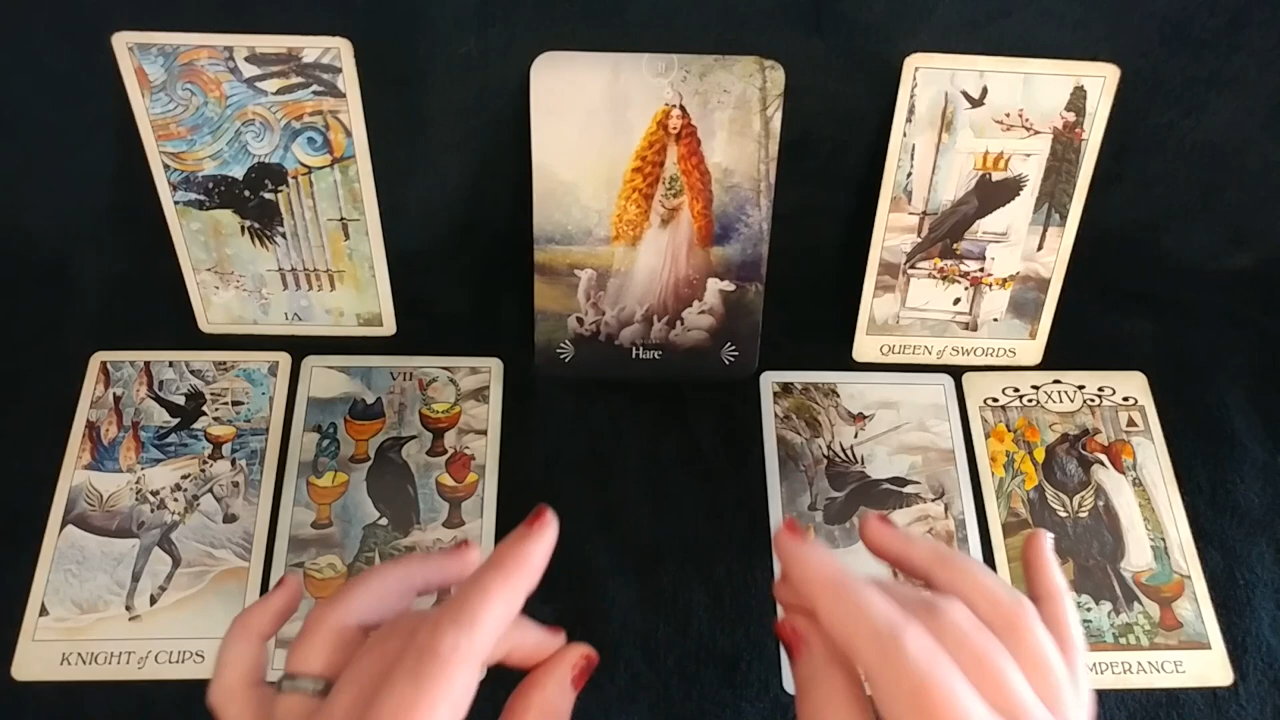 VI
Hare
QUEEN of SWORDS
VII
XIV
KNIGHT of CUPS
MPERANCE